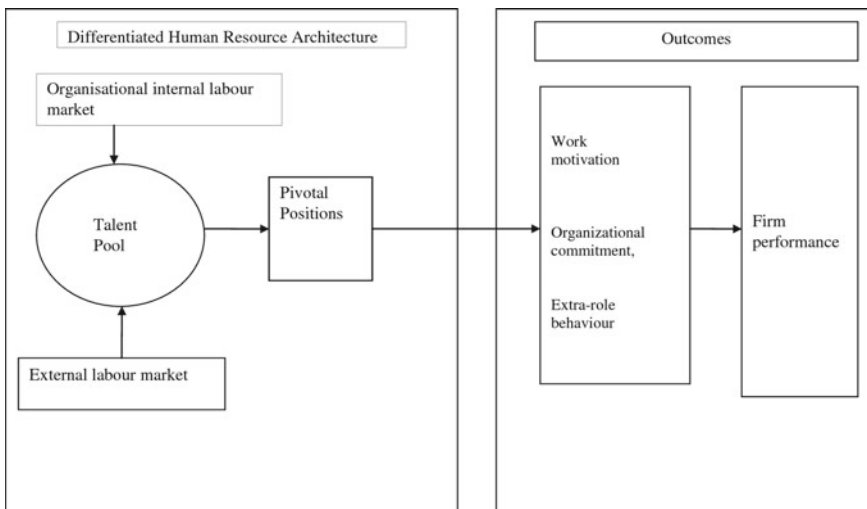 Differentiated Human Resource Architecture
Organisational internal labour
market
Talent
Pool
Pivotal
Positions
External labour market
Outcomes
Work
motivation
Organizational
commitment,
Extra-role
behaviour
Firm
performance